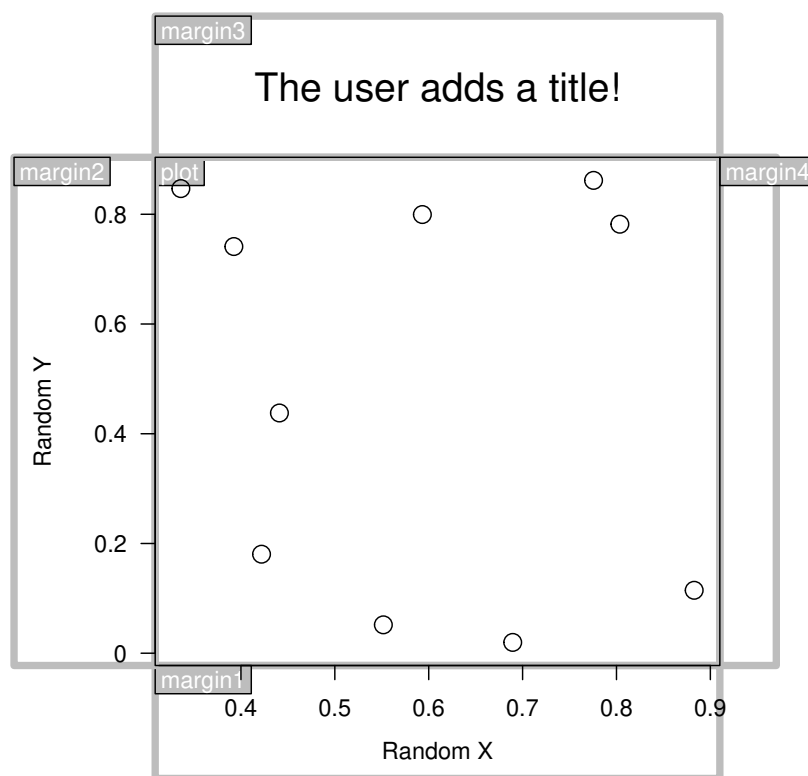 margin3
The user adds a title!
margin2
plot
margin4
0.8
0.6
0.4
0.2
0
Random Y
margin1
0.4 0.5 0.6 0.7 0.8 0.9
Random X